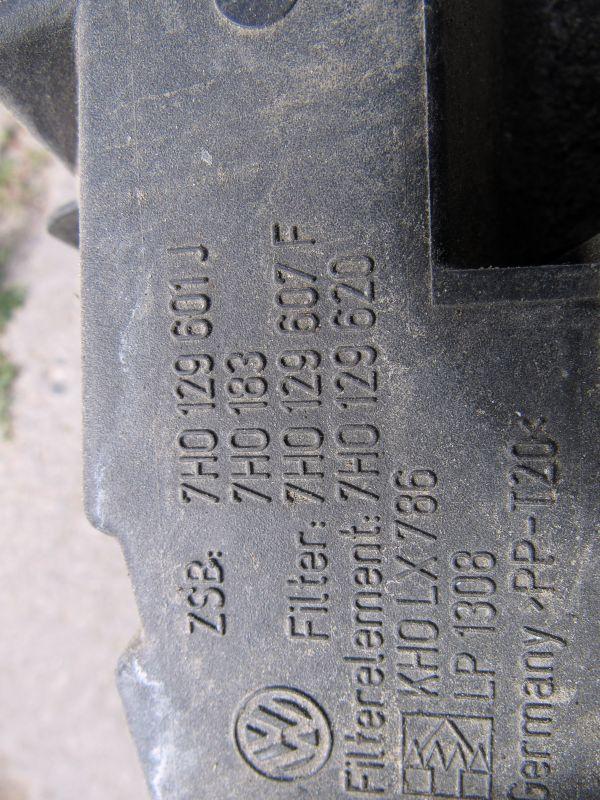 ZSB: 7H0 129 601 J
7H0 183
Filter: 7H0 129 607 F
Filterelement: 7H0 129 620
KHO LX 786
LP 1308
Germany >PP-T20<